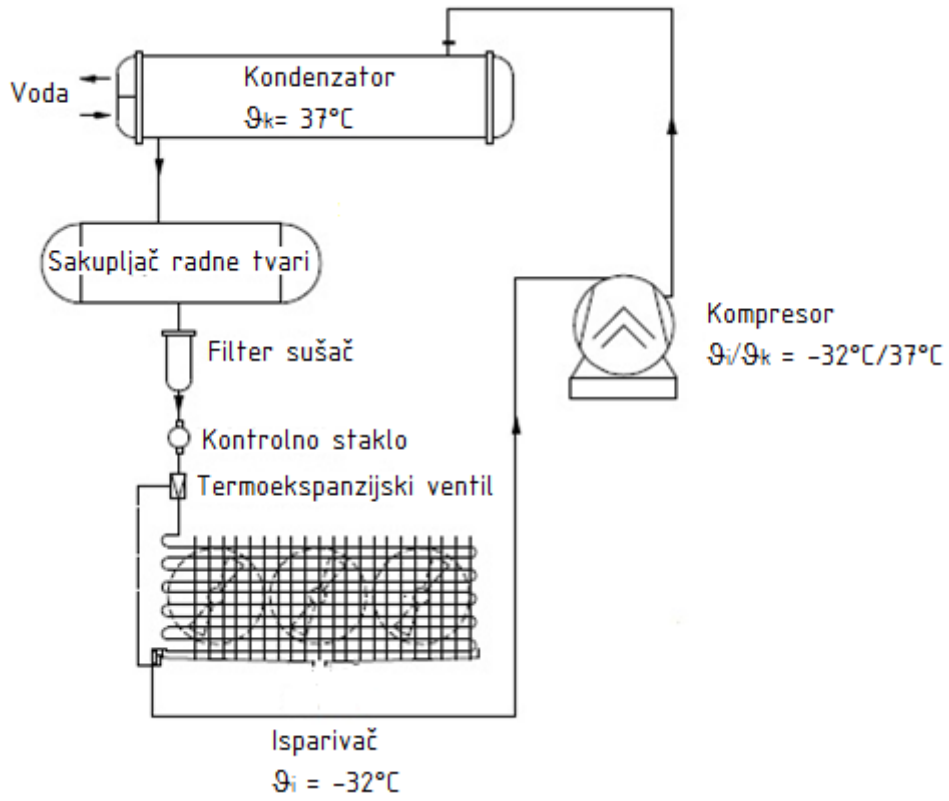 Kondenzator
ϑk= 37°C
Voda
Sakupljač radne tvari
Filter sušač
Kontrolno staklo
Termoekspanzijski ventil
Kompresor
ϑi/ϑk = -32°C/37°C
Isparivač
ϑi = -32°C